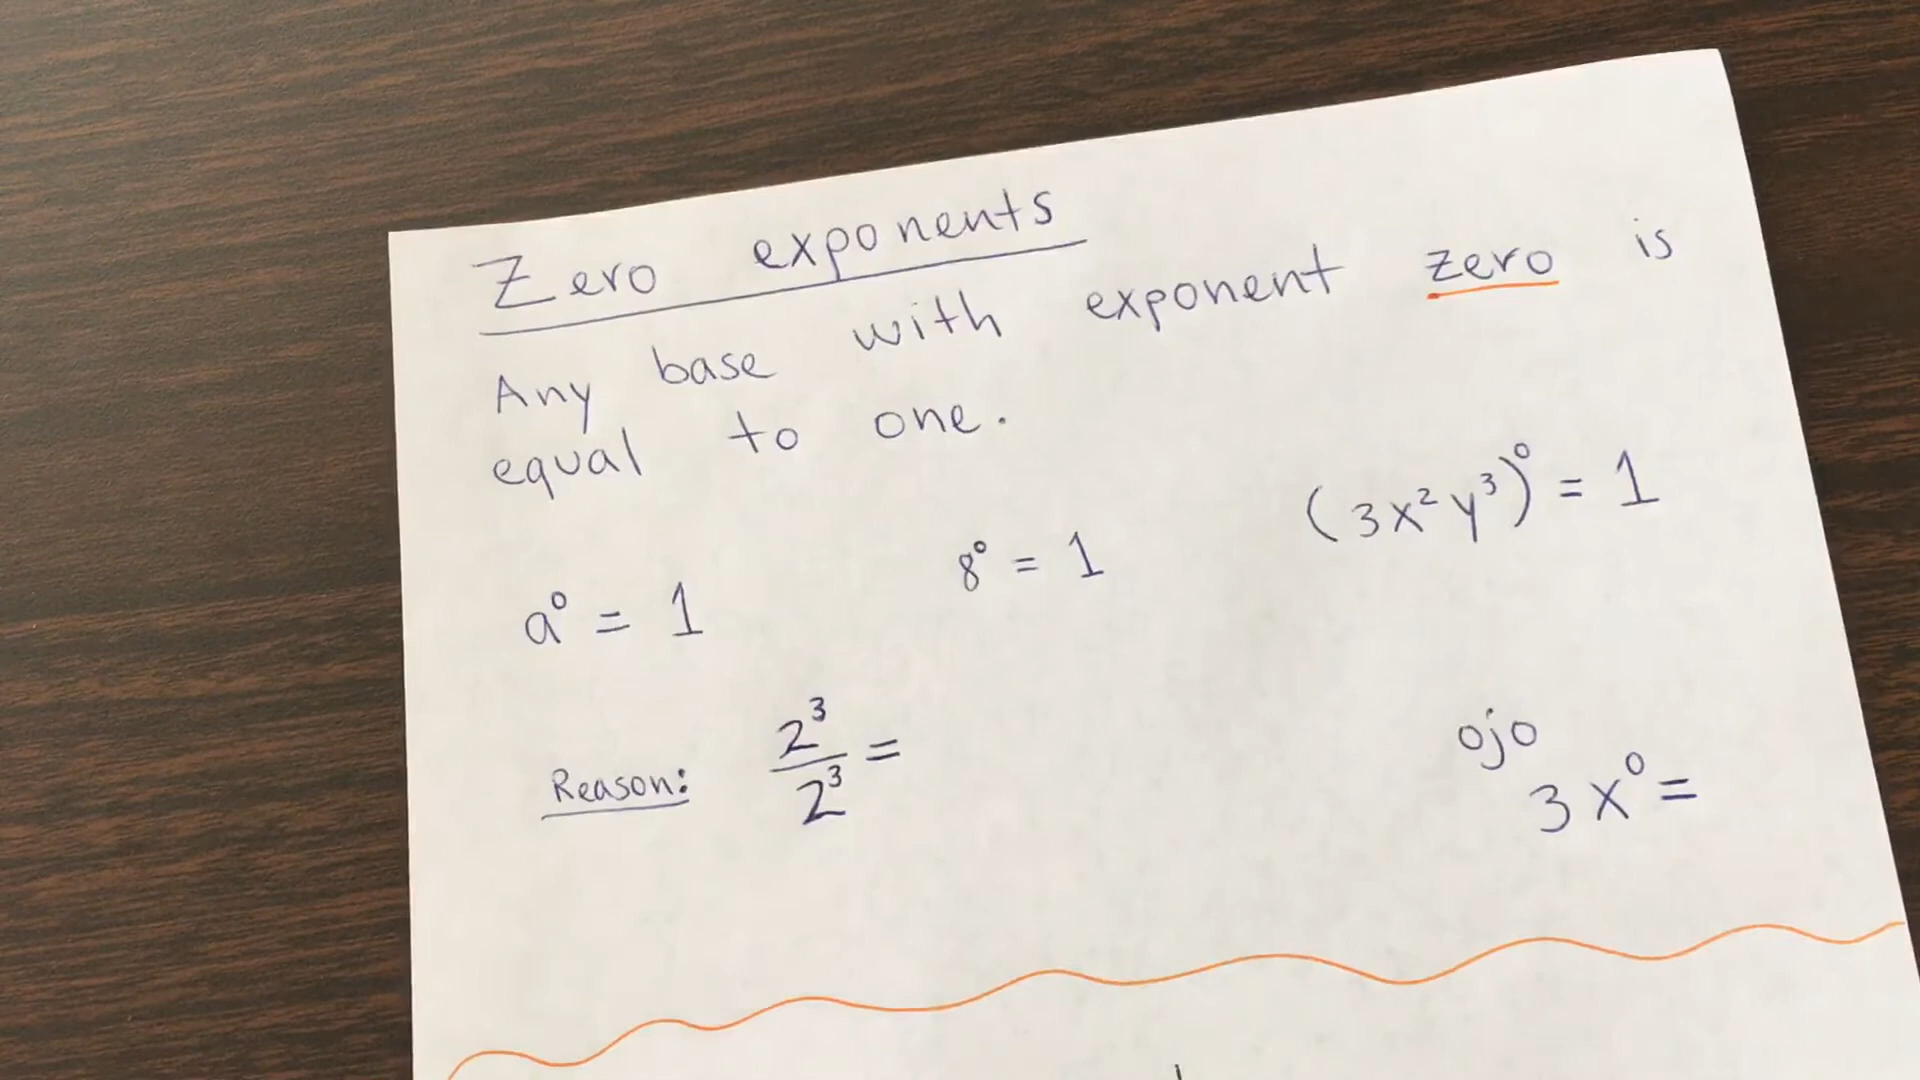 Zero exponents
Any base with exponent zero is
equal to one.
a⁰ = 1
8⁰ = 1
(3x²y³)⁰ = 1
Reason: 2³/2³ =
ojo
3x⁰ =